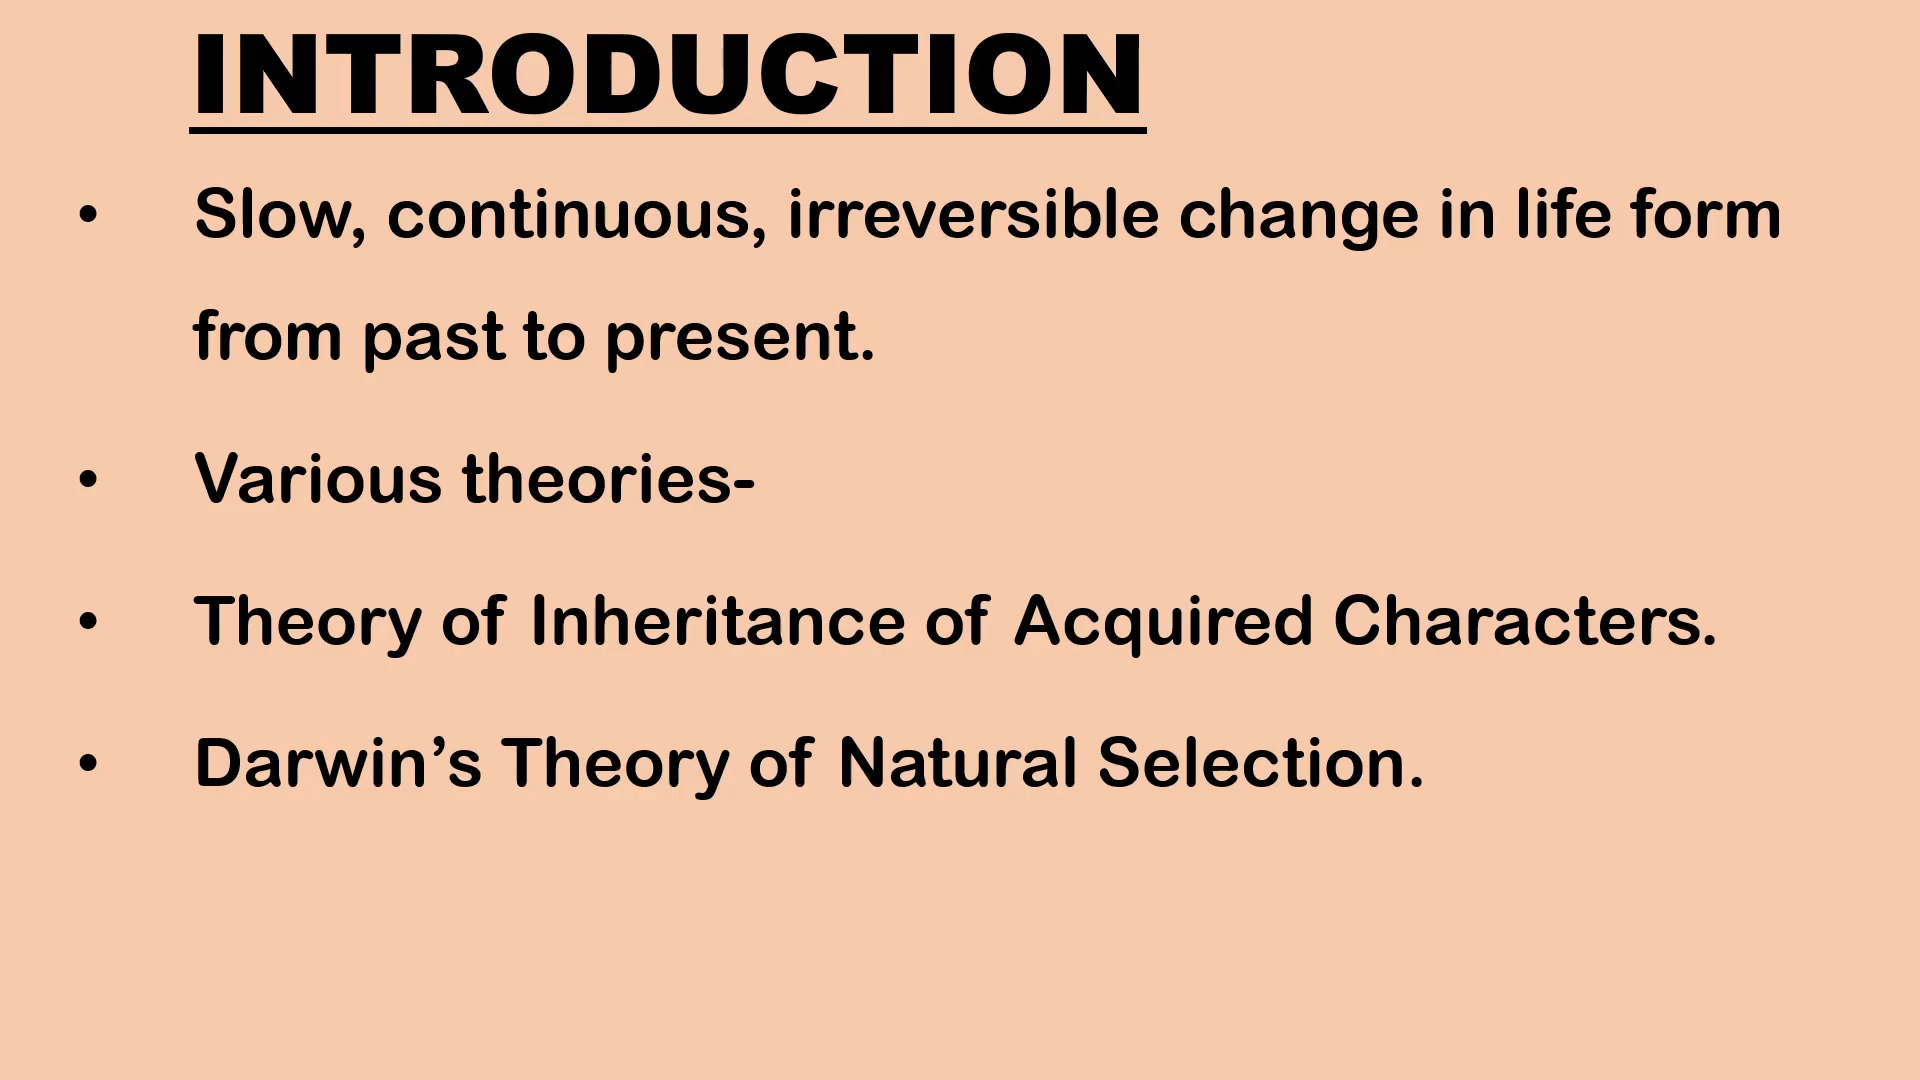 INTRODUCTION
• Slow, continuous, irreversible change in life form
from past to present.
• Various theories-
• Theory of Inheritance of Acquired Characters.
• Darwin’s Theory of Natural Selection.